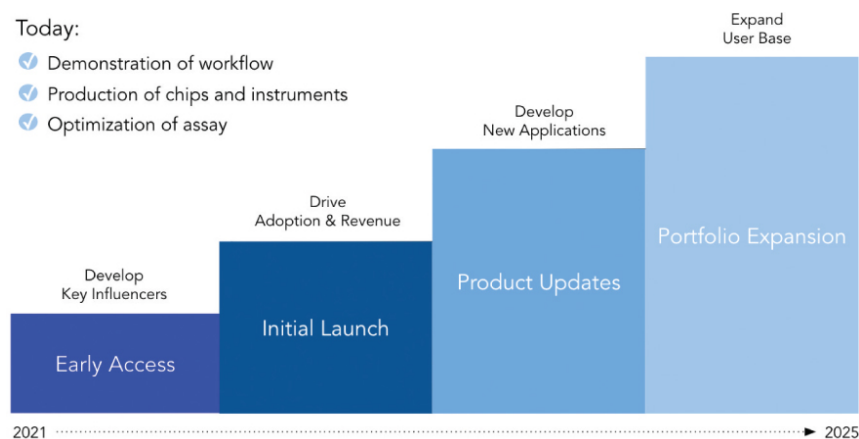 Today:
Demonstration of workflow
Production of chips and instruments
Optimization of assay
Develop
Key Influencers
Early Access
Drive
Adoption & Revenue
Initial Launch
Develop
New Applications
Product Updates
Expand
User Base
Portfolio Expansion
2021
2025